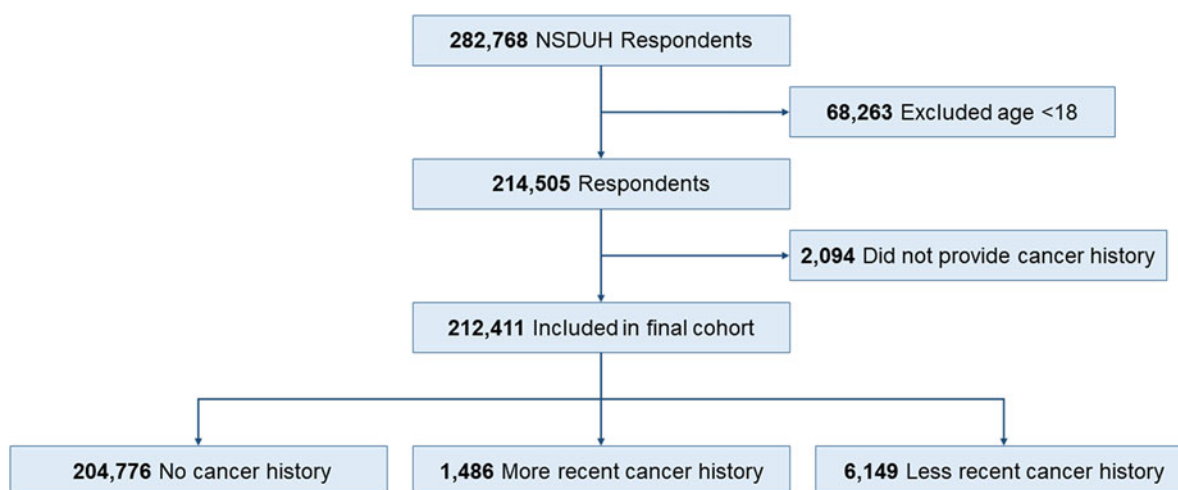 282,768 NSDUH Respondents
68,263 Excluded age <18
214,505 Respondents
2,094 Did not provide cancer history
212,411 Included in final cohort
204,776 No cancer history
1,486 More recent cancer history
6,149 Less recent cancer history